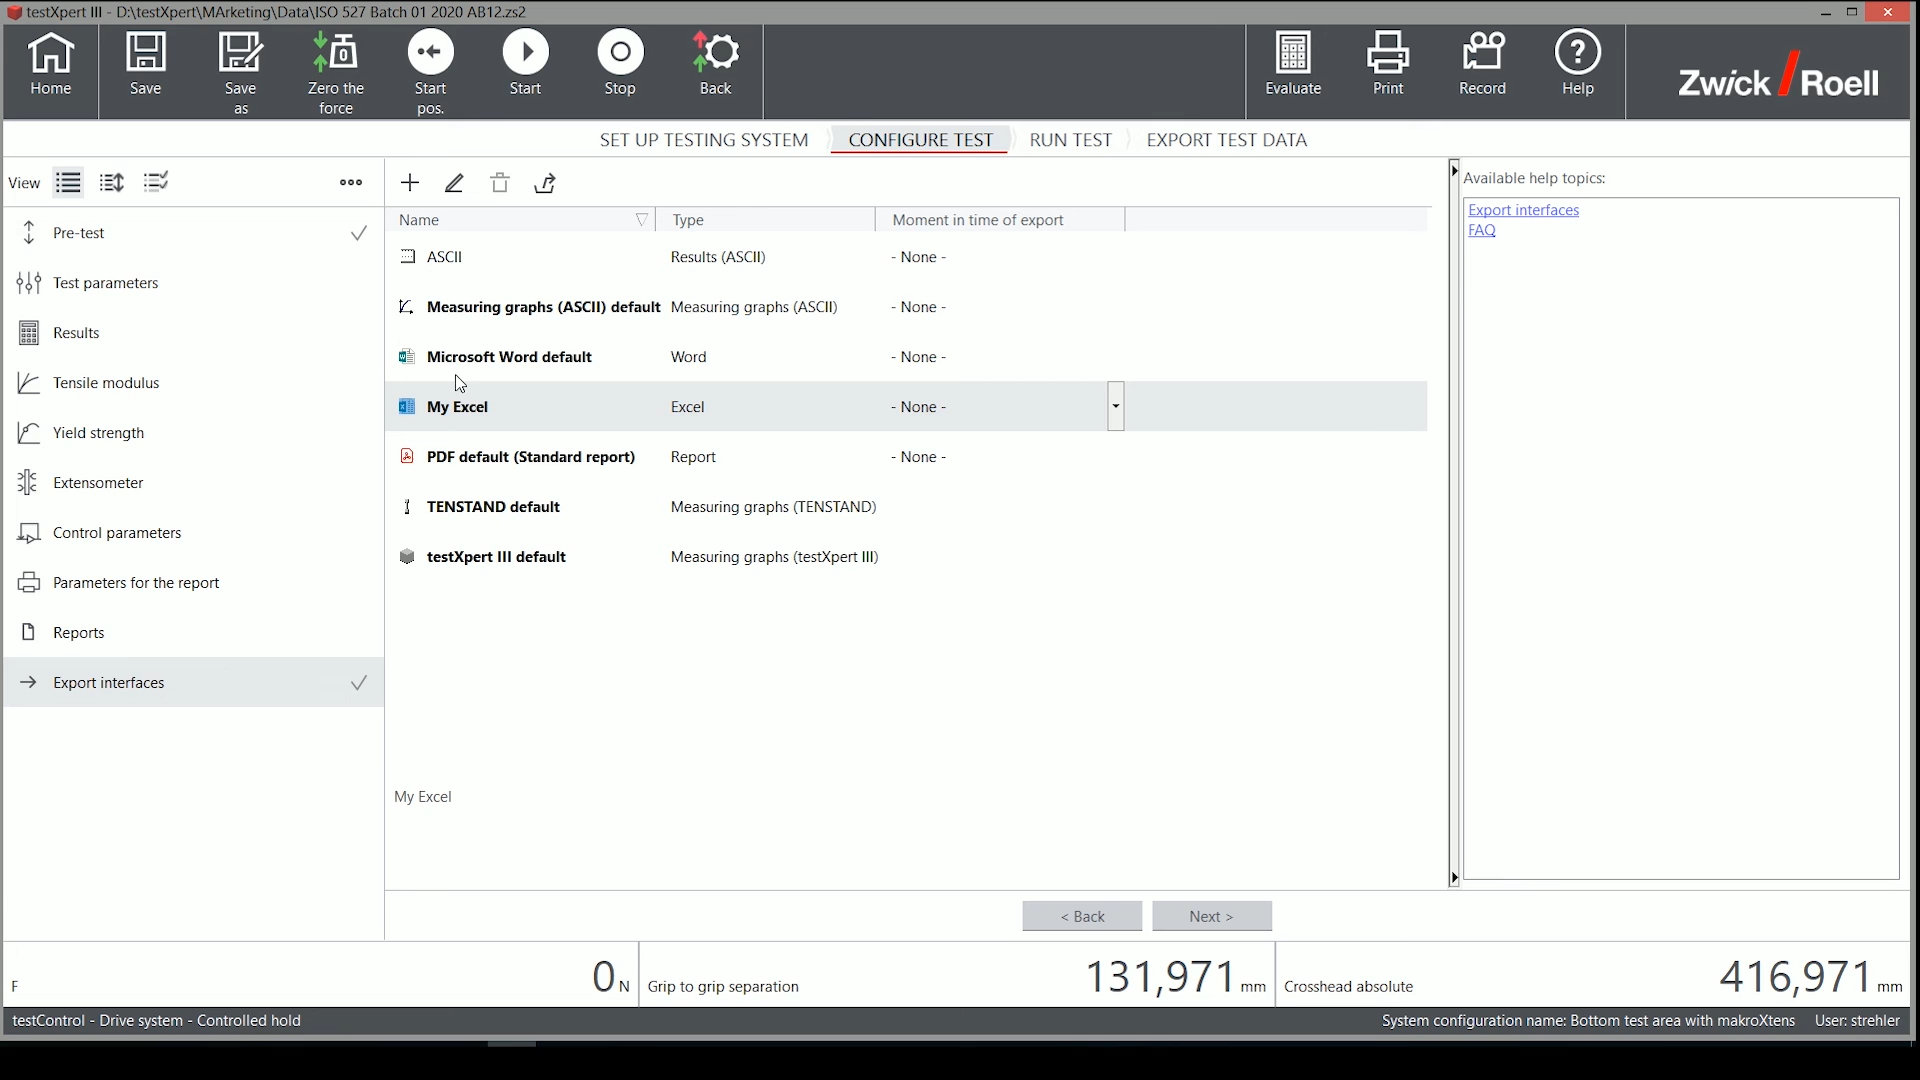 testXpert III - D:\testXpert\MArketing\Data\ISO 527 Batch 01 2020 AB12.zs2
Home
Save
Save as
Zero the force
Start pos.
Start
Stop
Back
Evaluate
Print
Record
Help
Zwick / Roell
SET UP TESTING SYSTEM
CONFIGURE TEST
RUN TEST
EXPORT TEST DATA
View
Pre-test
Test parameters
Results
Tensile modulus
Yield strength
Extensometer
Control parameters
Parameters for the report
Reports
Export interfaces
Name Type Moment in time of export
ASCII Results (ASCII) - None -
Measuring graphs (ASCII) default Measuring graphs (ASCII) - None -
Microsoft Word default Word - None -
My Excel Excel - None -
PDF default (Standard report) Report - None -
TENSTAND default Measuring graphs (TENSTAND)
testXpert III default Measuring graphs (testXpert III)
My Excel
Available help topics:
Export interfaces
FAQ
< Back
Next >
F 0 N
Grip to grip separation 131,971 mm
Crosshead absolute 416,971 mm
testControl - Drive system - Controlled hold
System configuration name: Bottom test area with makroXtens User: strehler